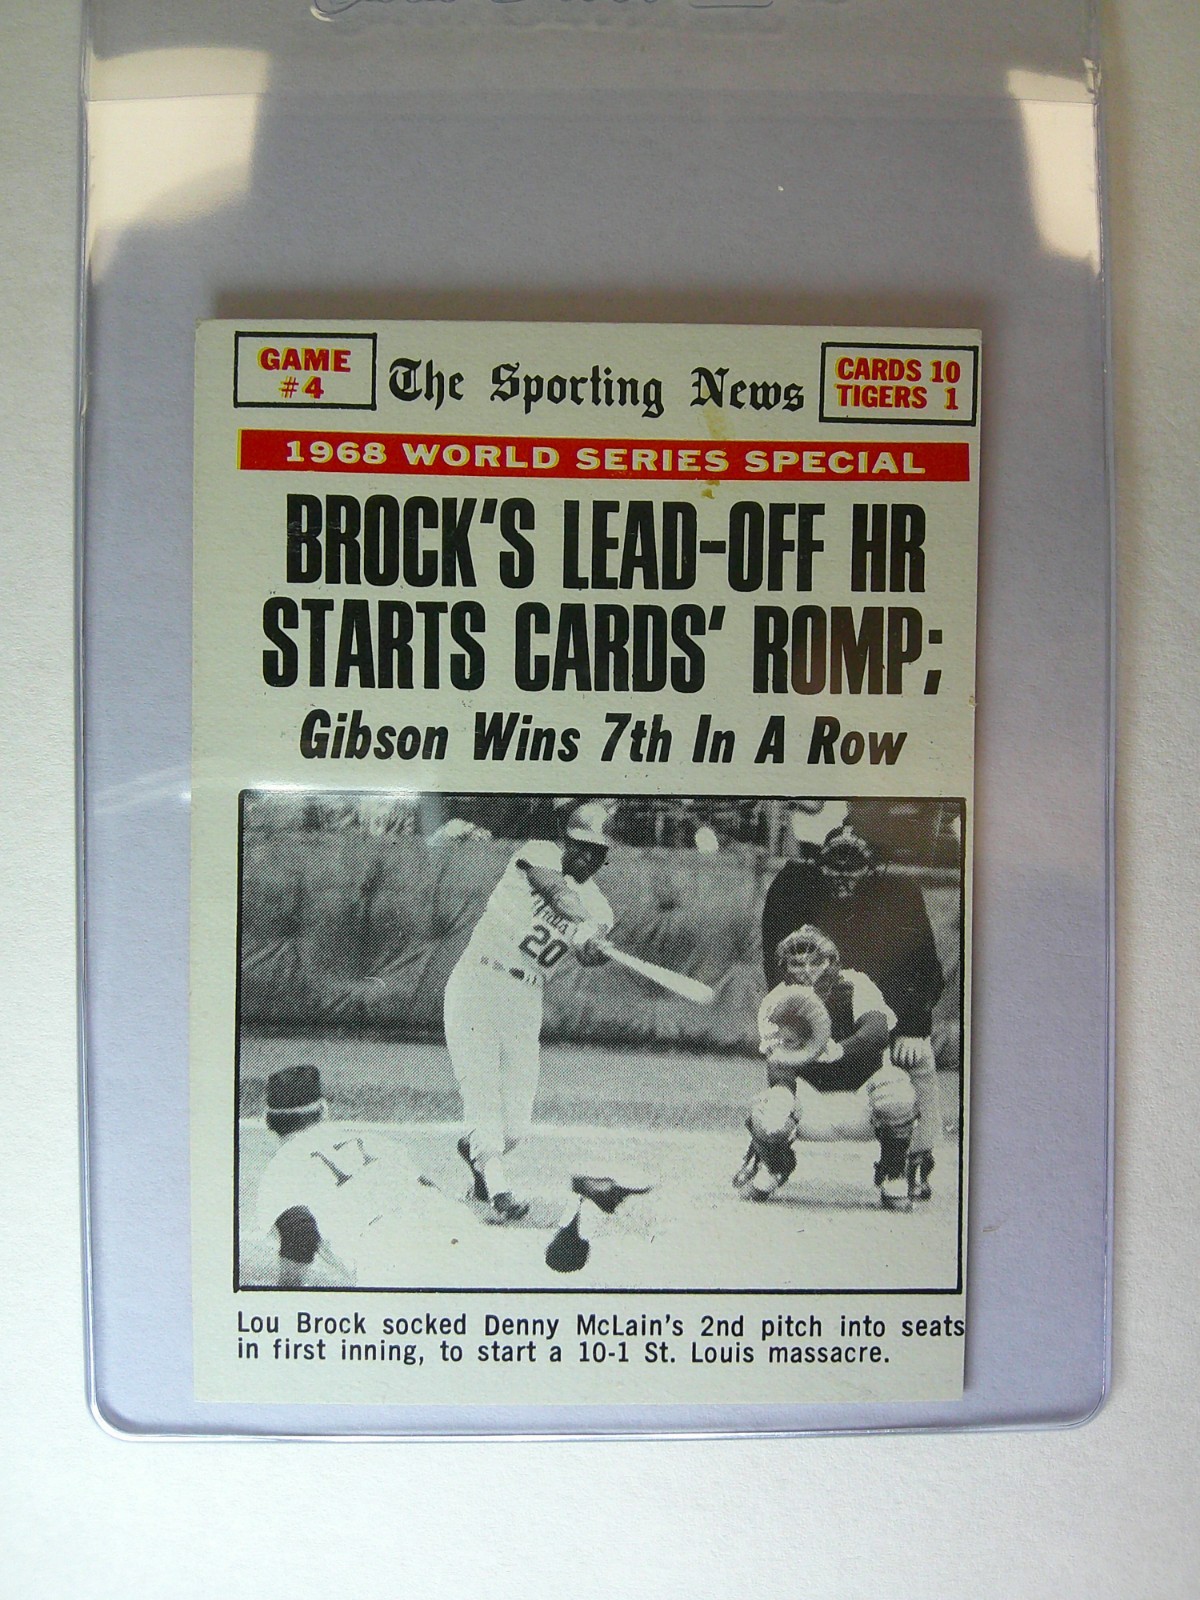 GAME
#4
The Sporting News
CARDS 10
TIGERS 1
1968 WORLD SERIES SPECIAL
BROCK'S LEAD-OFF HR
STARTS CARDS' ROMP;
Gibson Wins 7th In A Row
20
17
Lou Brock socked Denny McLain's 2nd pitch into seats
in first inning, to start a 10-1 St. Louis massacre.